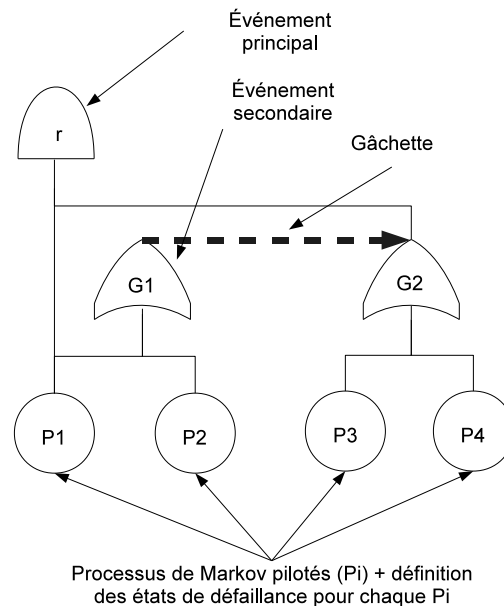 Événement
principal
Événement
secondaire
Gâchette
r
G1
G2
P1
P2
P3
P4
Processus de Markov pilotés (Pi) + définition
des états de défaillance pour chaque Pi